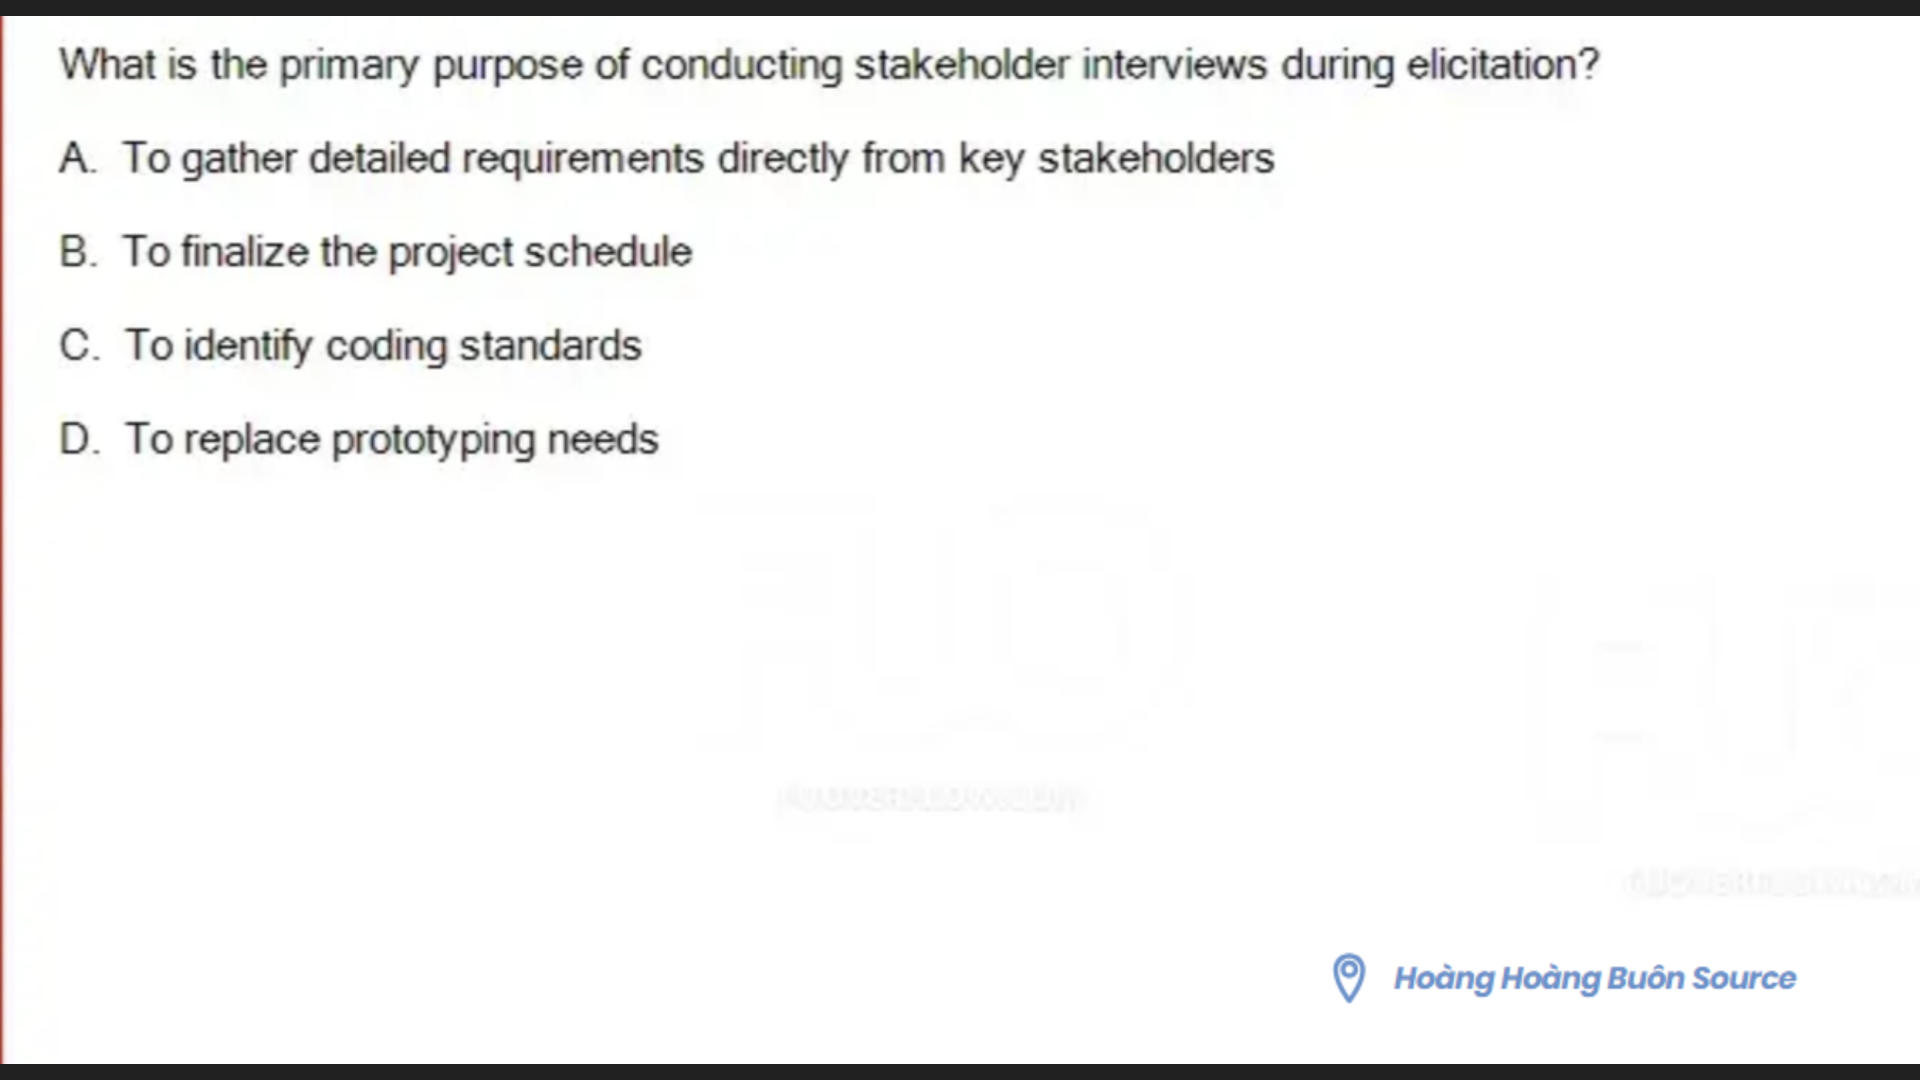 What is the primary purpose of conducting stakeholder interviews during elicitation?
A. To gather detailed requirements directly from key stakeholders
B. To finalize the project schedule
C. To identify coding standards
D. To replace prototyping needs
Hoàng Hoàng Buôn Source